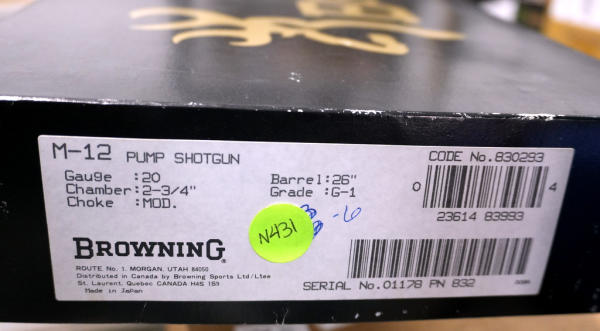 M-12 PUMP SHOTGUN
CODE No. 830293
Gauge :20
Barrel:26"
Chamber:2-3/4"
Grade :G-1
Choke :MOD.
0
4
23614 83993
-6
N431
BROWNING
ROUTE No. 1. MORGAN, UTAH 84050
Distributed in Canada by Browning Sports Ltd/Ltee
St. Laurent, Quebec CANADA H4S 1S9
Made in Japan
SERIAL No.01178 PN 832